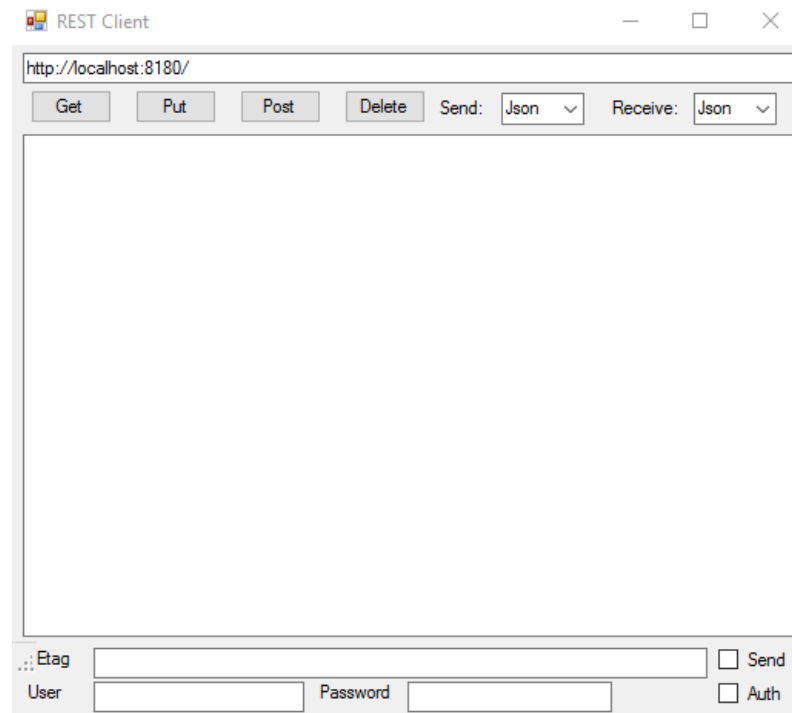 REST Client
http://localhost:8180/
Get Put Post Delete Send: Json Receive: Json
Etag Send
User Password Auth